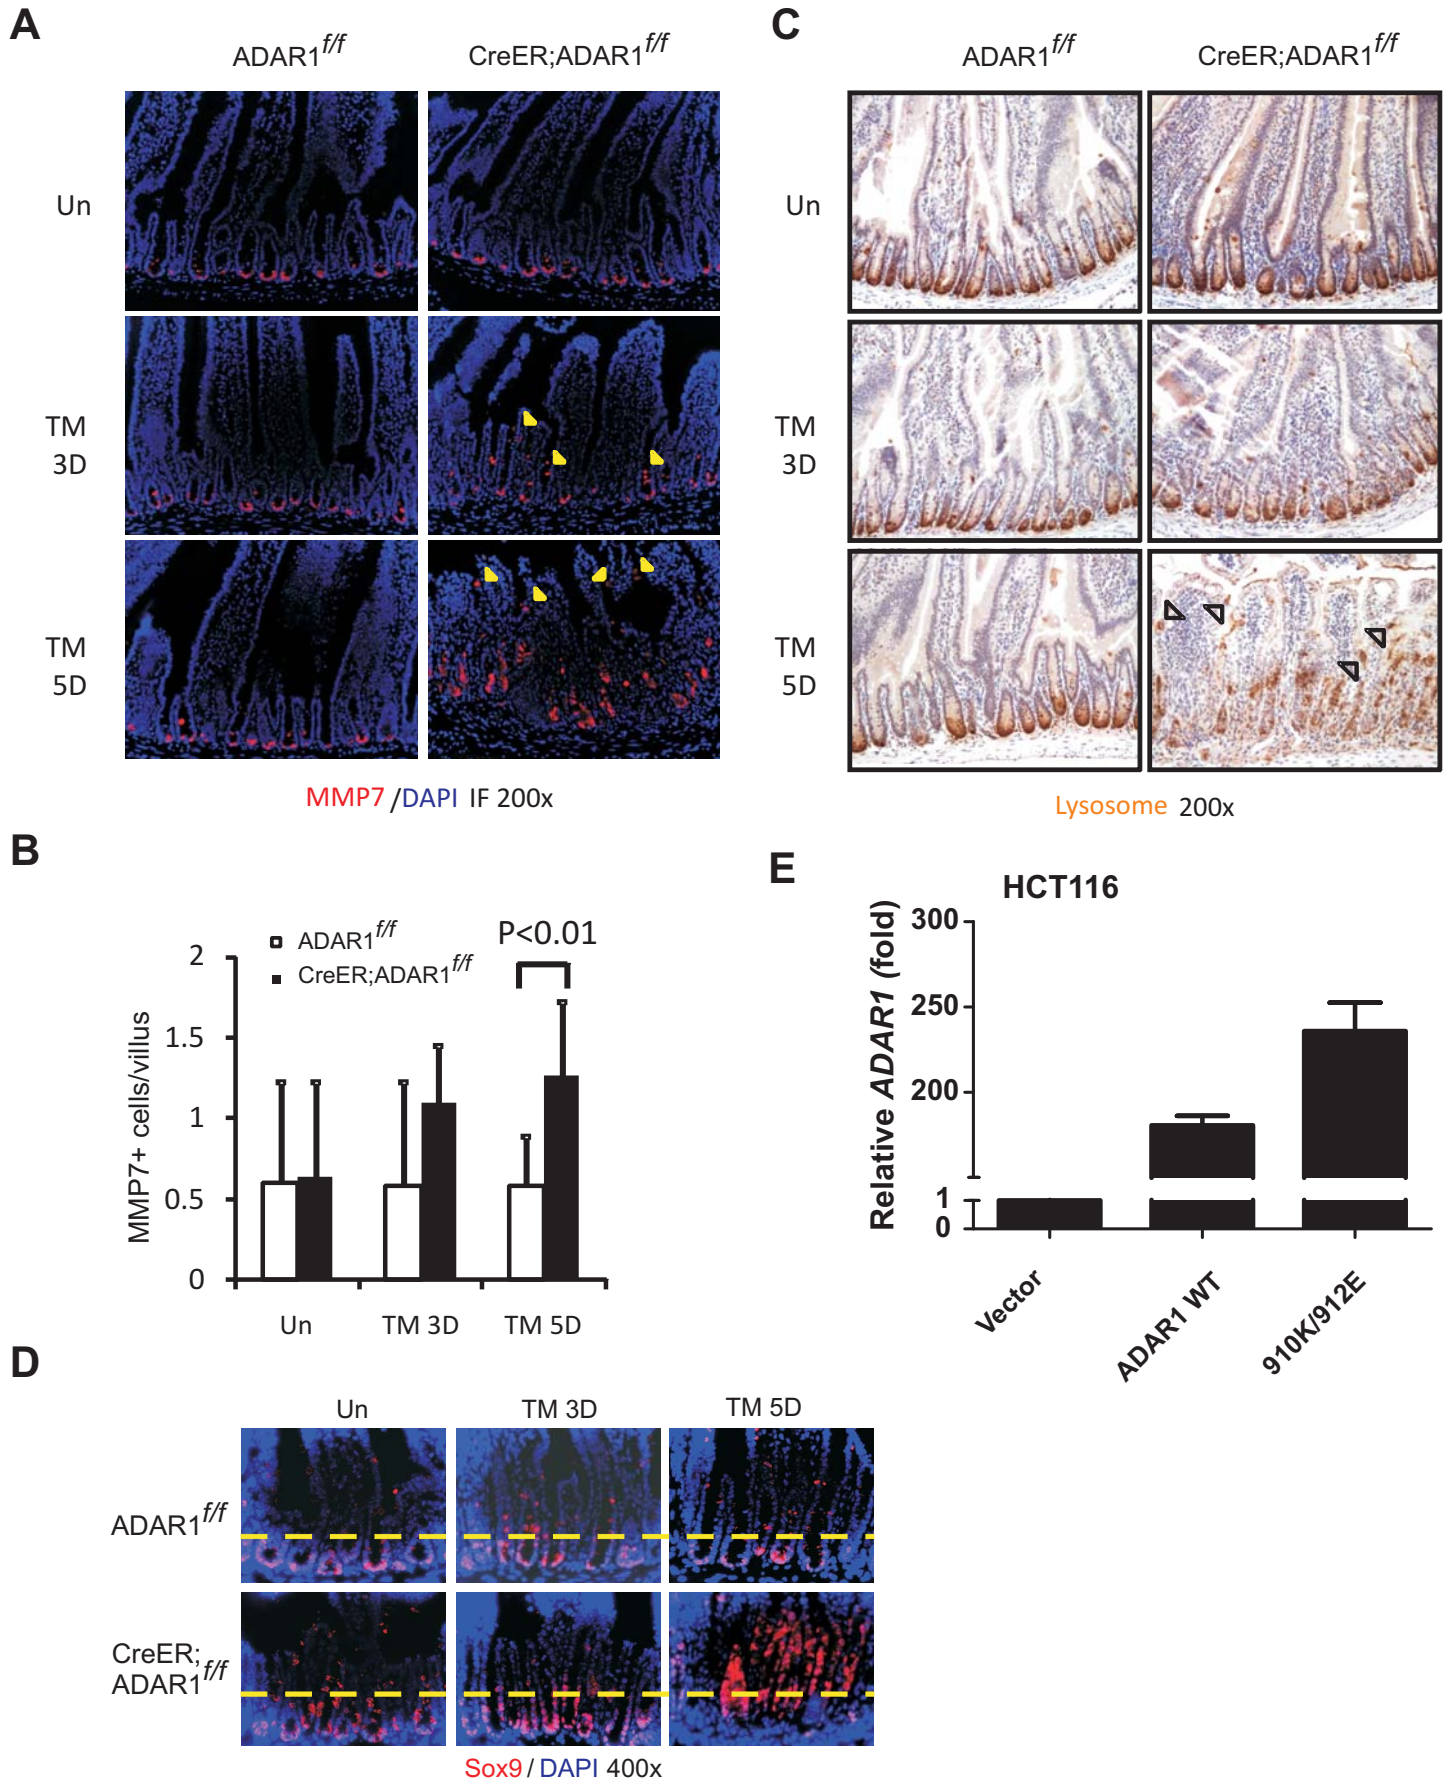 A
ADAR1f/f
CreER;ADAR1f/f
Un
TM
3D
TM
5D
MMP7 /DAPI IF 200x
C
ADAR1f/f
CreER;ADAR1f/f
Un
TM
3D
TM
5D
Lysosome 200x
B
ADAR1f/f
CreER;ADAR1f/f
P<0.01
MMP7+ cells/villus
2
1.5
1
0.5
0
Un
TM 3D
TM 5D
E
HCT116
Relative ADAR1 (fold)
300
250
200
1
0
Vector
ADAR1 WT
910K/912E
D
Un
TM 3D
TM 5D
ADAR1f/f
CreER;
ADAR1f/f
Sox9 / DAPI 400x